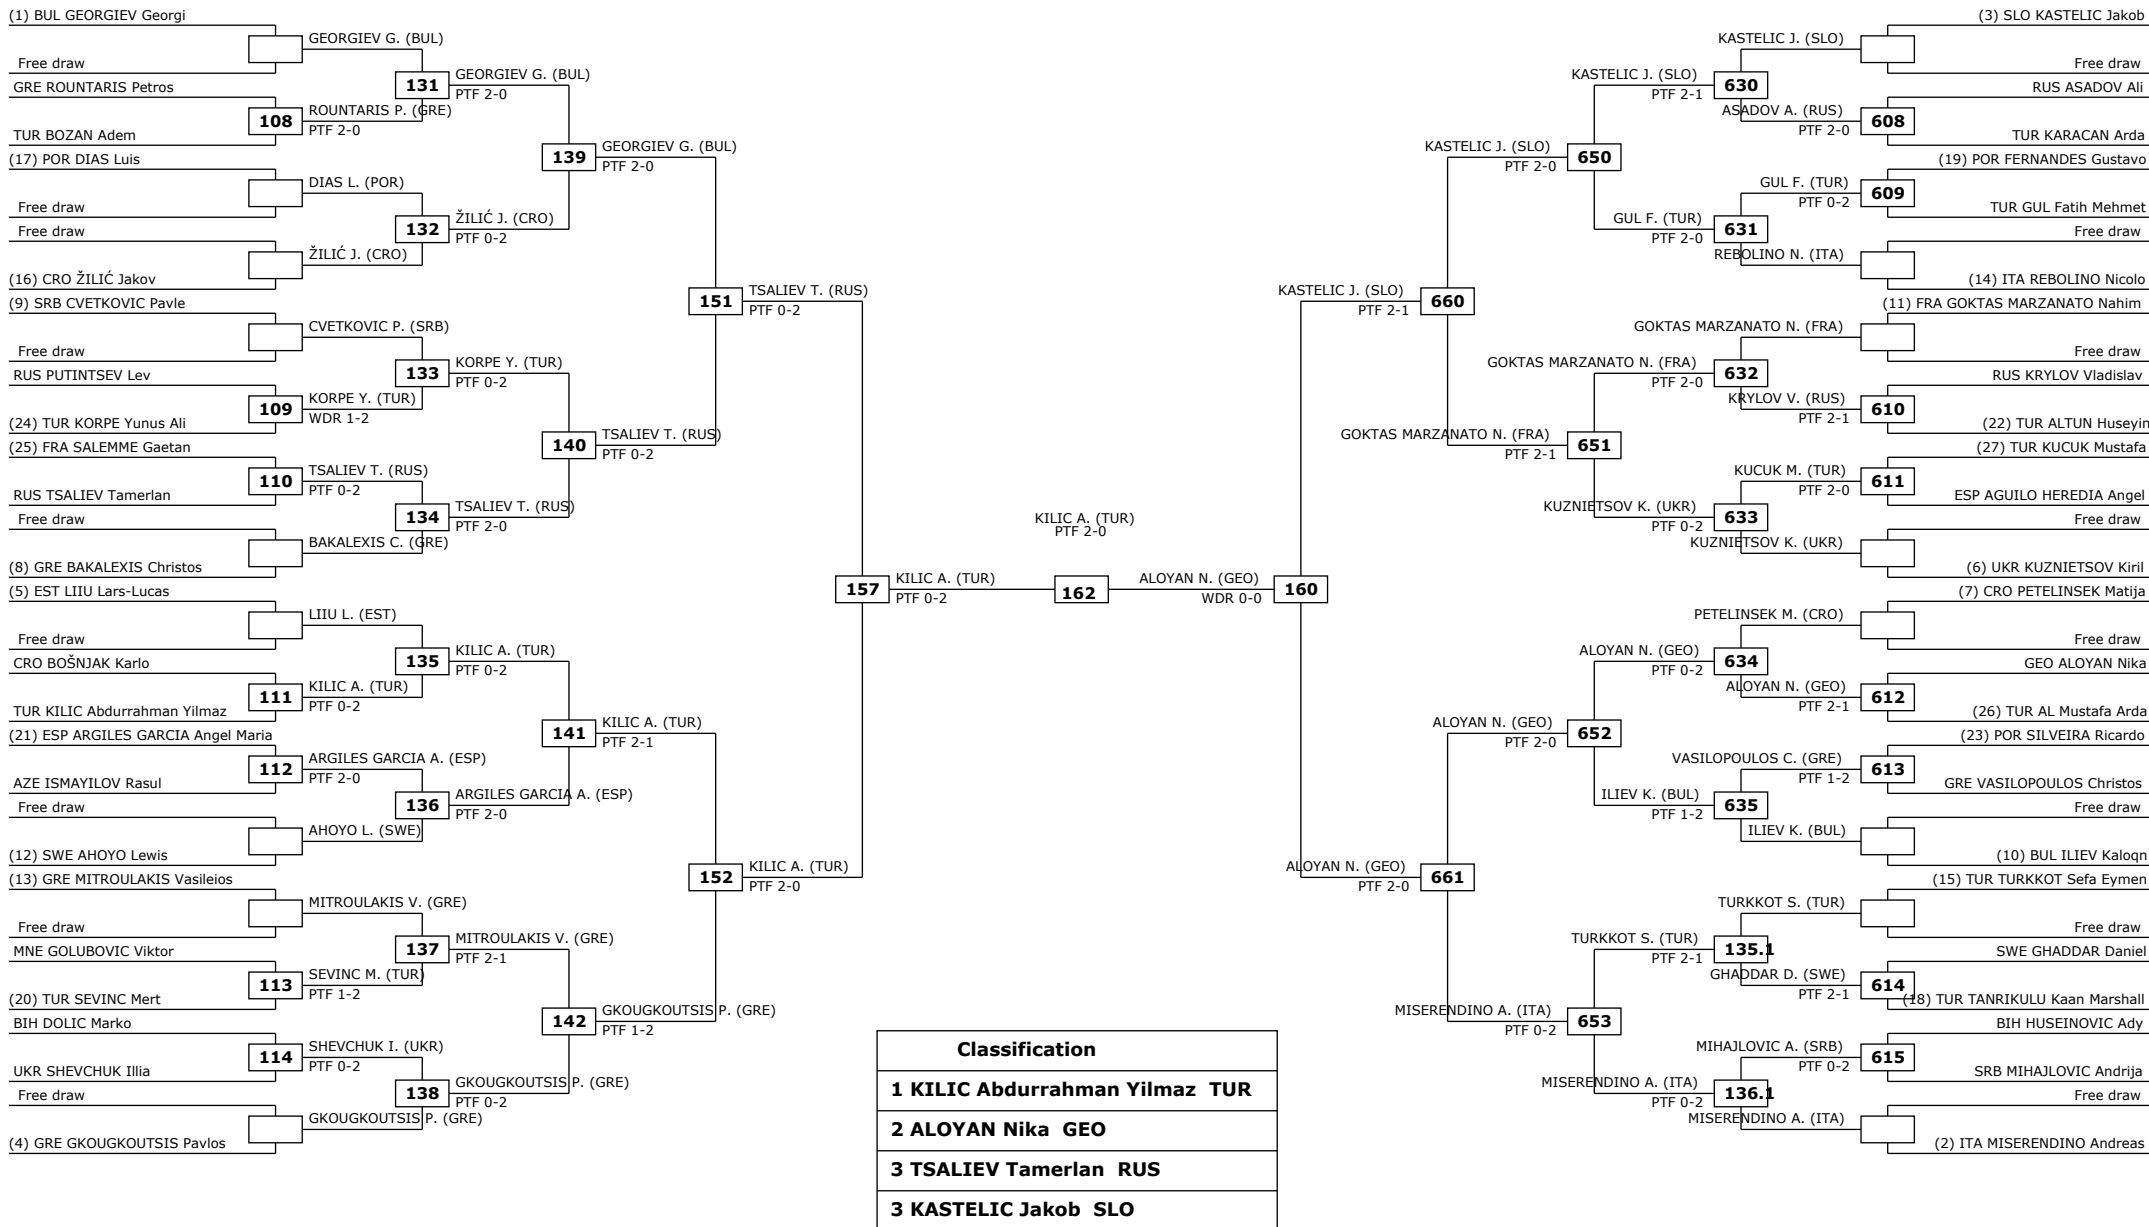 (1) BUL GEORGIEV Georgi
GEORGIEV G. (BUL)
Free draw
131
GEORGIEV G. (BUL)
PTF 2-0
GRE ROUNTARIS Petros
108
ROUNTARIS P. (GRE)
PTF 2-0
TUR BOZAN Adem
139
GEORGIEV G. (BUL)
PTF 2-0
(17) POR DIAS Luis
DIAS L. (POR)
Free draw
132
ŽILIĆ J. (CRO)
PTF 0-2
Free draw
ŽILIĆ J. (CRO)
(16) CRO ŽILIĆ Jakov
151
TSALIEV T. (RUS)
PTF 0-2
(9) SRB CVETKOVIC Pavle
CVETKOVIC P. (SRB)
Free draw
133
KORPE Y. (TUR)
PTF 0-2
RUS PUTINTSEV Lev
109
KORPE Y. (TUR)
WDR 1-2
(24) TUR KORPE Yunus Ali
140
TSALIEV T. (RUS)
PTF 0-2
(25) FRA SALEMME Gaetan
110
TSALIEV T. (RUS)
PTF 0-2
RUS TSALIEV Tamerlan
134
TSALIEV T. (RUS)
PTF 2-0
Free draw
BAKALEXIS C. (GRE)
(8) GRE BAKALEXIS Christos
157
KILIC A. (TUR)
PTF 0-2
(5) EST LIIU Lars-Lucas
LIIU L. (EST)
Free draw
135
KILIC A. (TUR)
PTF 0-2
CRO BOŠNJAK Karlo
111
KILIC A. (TUR)
PTF 0-2
TUR KILIC Abdurrahman Yilmaz
141
KILIC A. (TUR)
PTF 2-1
(21) ESP ARGILES GARCIA Angel Maria
112
ARGILES GARCIA A. (ESP)
PTF 2-0
AZE ISMAYILOV Rasul
136
ARGILES GARCIA A. (ESP)
PTF 2-0
Free draw
AHOYO L. (SWE)
(12) SWE AHOYO Lewis
152
KILIC A. (TUR)
PTF 2-0
(13) GRE MITROULAKIS Vasileios
MITROULAKIS V. (GRE)
Free draw
137
MITROULAKIS V. (GRE)
PTF 2-1
MNE GOLUBOVIC Viktor
113
SEVINC M. (TUR)
PTF 1-2
(20) TUR SEVINC Mert
142
GKOUGKOUTSIS P. (GRE)
PTF 1-2
BIH DOLIC Marko
114
SHEVCHUK I. (UKR)
PTF 0-2
UKR SHEVCHUK Illia
138
GKOUGKOUTSIS P. (GRE)
PTF 0-2
Free draw
GKOUGKOUTSIS P. (GRE)
(4) GRE GKOUGKOUTSIS Pavlos
KILIC A. (TUR)
PTF 2-0
162
(3) SLO KASTELIC Jakob
KASTELIC J. (SLO)
Free draw
KASTELIC J. (SLO)
PTF 2-1
630
RUS ASADOV Ali
ASADOV A. (RUS)
PTF 2-0
608
TUR KARACAN Arda
KASTELIC J. (SLO)
PTF 2-0
650
(19) POR FERNANDES Gustavo
GUL F. (TUR)
PTF 0-2
609
TUR GUL Fatih Mehmet
GUL F. (TUR)
PTF 2-0
631
Free draw
REBOLINO N. (ITA)
(14) ITA REBOLINO Nicolo
KASTELIC J. (SLO)
PTF 2-1
660
(11) FRA GOKTAS MARZANATO Nahim
GOKTAS MARZANATO N. (FRA)
Free draw
GOKTAS MARZANATO N. (FRA)
PTF 2-0
632
RUS KRYLOV Vladislav
KRYLOV V. (RUS)
PTF 2-1
610
(22) TUR ALTUN Huseyin
GOKTAS MARZANATO N. (FRA)
PTF 2-1
651
(27) TUR KUCUK Mustafa
KUCUK M. (TUR)
PTF 2-0
611
ESP AGUILO HEREDIA Angel
KUZNIETSOV K. (UKR)
PTF 0-2
633
Free draw
KUZNIETSOV K. (UKR)
(6) UKR KUZNIETSOV Kiril
ALOYAN N. (GEO)
WDR 0-0
160
(7) CRO PETELINSEK Matija
PETELINSEK M. (CRO)
Free draw
ALOYAN N. (GEO)
PTF 0-2
634
GEO ALOYAN Nika
ALOYAN N. (GEO)
PTF 2-1
612
(26) TUR AL Mustafa Arda
ALOYAN N. (GEO)
PTF 2-0
652
(23) POR SILVEIRA Ricardo
VASILOPOULOS C. (GRE)
PTF 1-2
613
GRE VASILOPOULOS Christos
ILIEV K. (BUL)
PTF 1-2
635
Free draw
ILIEV K. (BUL)
(10) BUL ILIEV Kaloqn
ALOYAN N. (GEO)
PTF 2-0
661
(15) TUR TURKKOT Sefa Eymen
TURKKOT S. (TUR)
Free draw
TURKKOT S. (TUR)
PTF 2-1
135.1
SWE GHADDAR Daniel
GHADDAR D. (SWE)
PTF 2-1
614
(18) TUR TANRIKULU Kaan Marshall
MISERENDINO A. (ITA)
PTF 0-2
653
BIH HUSEINOVIC Ady
MIHAJLOVIC A. (SRB)
PTF 0-2
615
SRB MIHAJLOVIC Andrija
MISERENDINO A. (ITA)
PTF 0-2
136.1
Free draw
MISERENDINO A. (ITA)
(2) ITA MISERENDINO Andreas
Classification
1 KILIC Abdurrahman Yilmaz TUR
2 ALOYAN Nika GEO
3 TSALIEV Tamerlan RUS
3 KASTELIC Jakob SLO